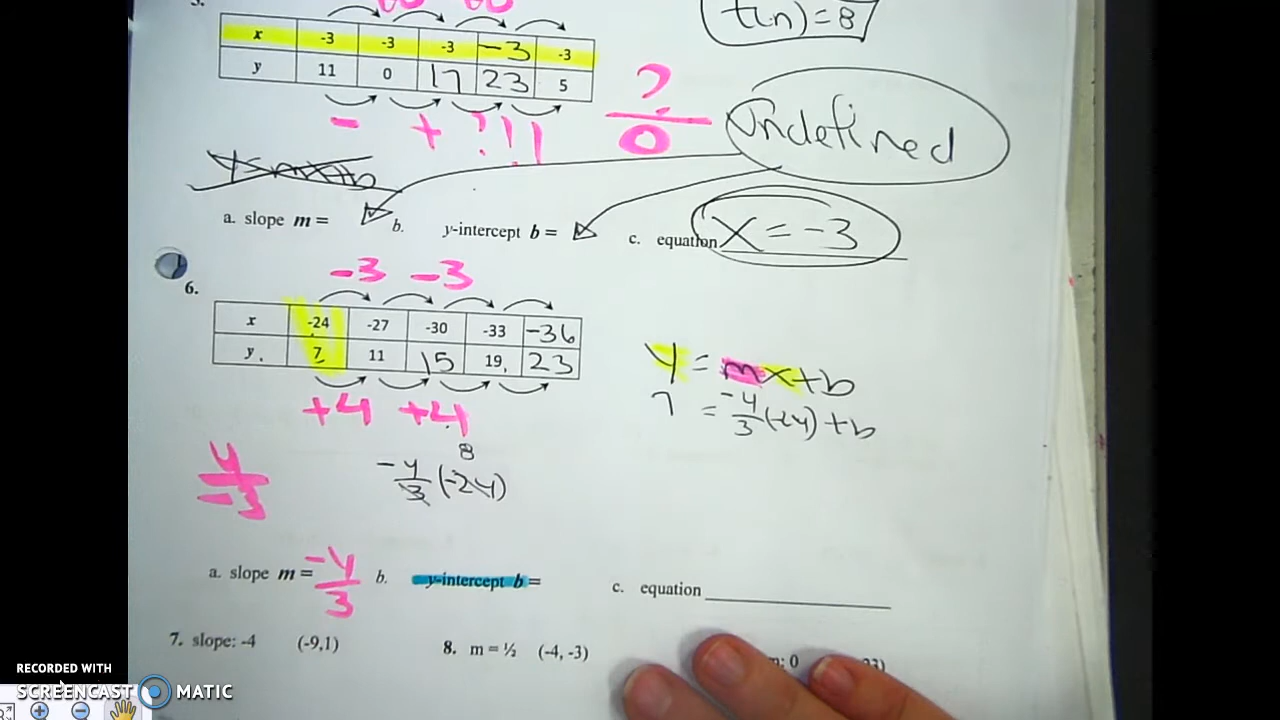 t(n) = 8
x -3 -3 -3 -3 -3
y 11 0 17 23 5
- + ? ! ! !
?
0
Undefined
y=mx+b
a. slope m = b. y-intercept b = c. equation x = -3
-3 -3
6.
x -24 -27 -30 -33 -36
y 7 11 15 19 23
+4 +4
y = mx+b
7 = -4/3(-24)+b
4/-3
8
-4/3(-24)
a. slope m = -4/3 b. y-intercept b = c. equation
7. slope: -4 (-9,1) 8. m = ½ (-4, -3)
RECORDED WITH
SCREENCAST MATIC